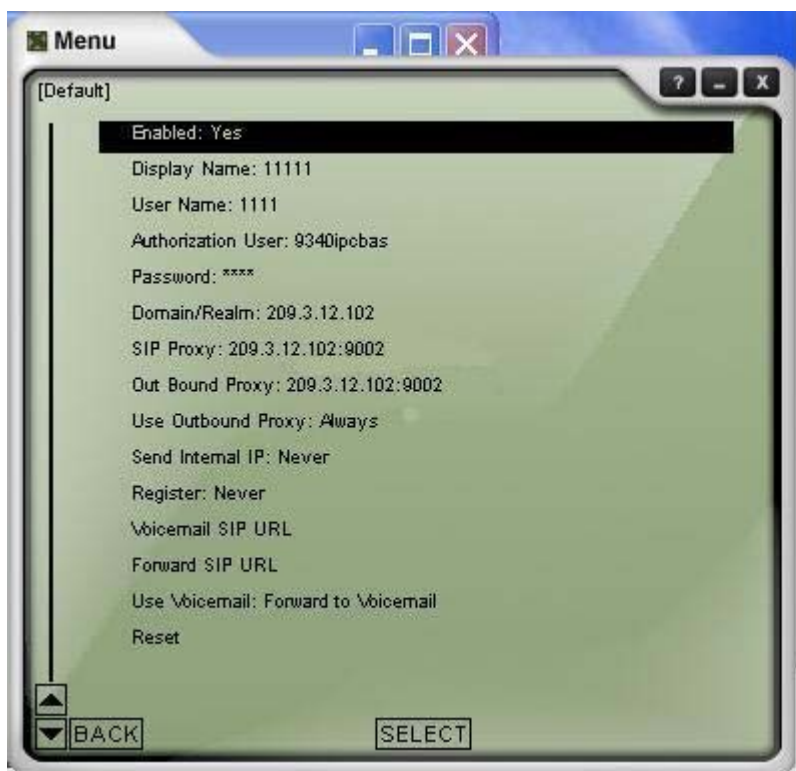 Menu
[Default]
Enabled: Yes
Display Name: 11111
User Name: 1111
Authorization User: 9340ipcbas
Password: ****
Domain/Realm: 209.3.12.102
SIP Proxy: 209.3.12.102:9002
Out Bound Proxy: 209.3.12.102:9002
Use Outbound Proxy: Always
Send Internal IP: Never
Register: Never
Voicemail SIP URL
Forward SIP URL
Use Voicemail: Forward to Voicemail
Reset
BACK SELECT